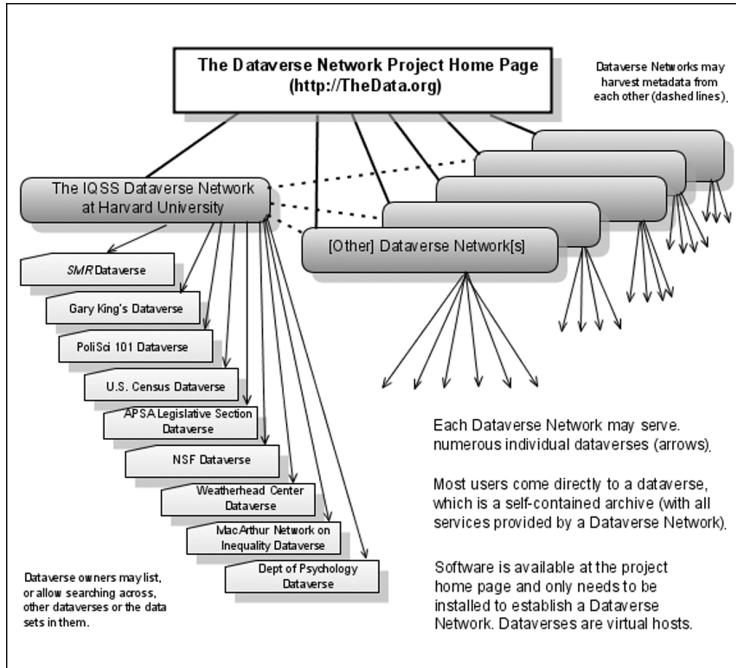 The Dataverse Network Project Home Page
(http://TheData.org)
Dataverse Networks may
harvest metadata from
each other (dashed lines).
The IQSS Dataverse Network
at Harvard University
[Other] Dataverse Network[s]
SMR Dataverse
Gary King's Dataverse
PoliSci 101 Dataverse
U.S. Census Dataverse
APSA Legislative Section
Dataverse
NSF Dataverse
Weatherhead Center
Dataverse
MacArthur Network on
Inequality Dataverse
Dept of Psychology
Dataverse
Each Dataverse Network may serve.
numerous individual dataverses (arrows).
Most users come directly to a dataverse,
which is a self-contained archive (with all
services provided by a Dataverse Network).
Software is available at the project
home page and only needs to be
installed to establish a Dataverse
Network. Dataverses are virtual hosts.
Dataverse owners may list,
or allow searching across,
other dataverses or the data
sets in them.